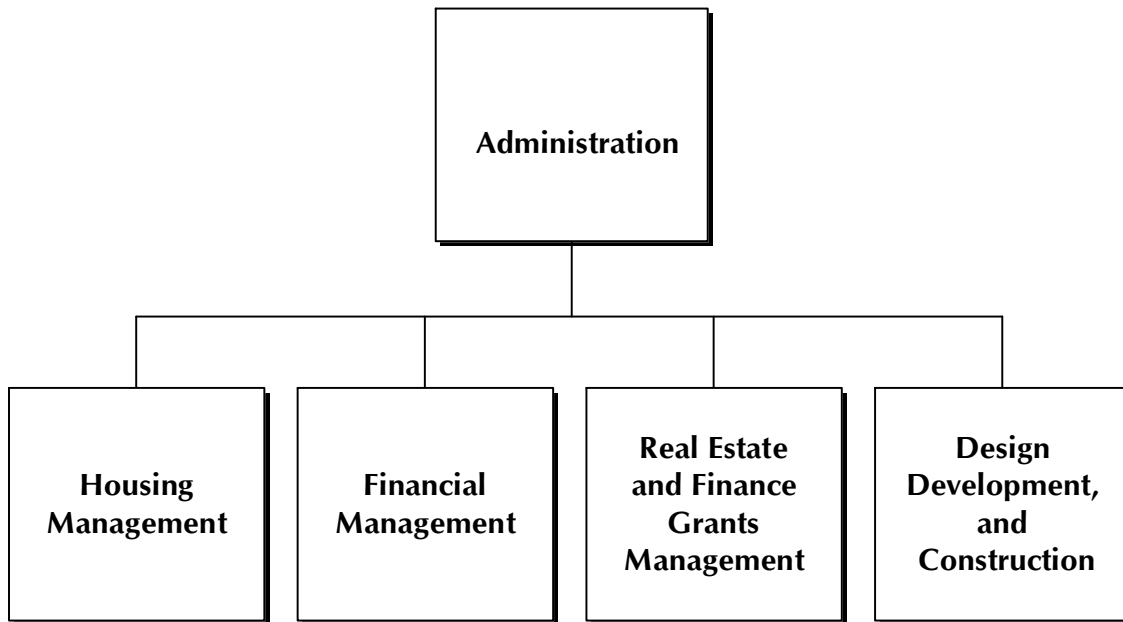 Administration
Housing
Management
Financial
Management
Real Estate
and Finance
Grants
Management
Design
Development,
and
Construction